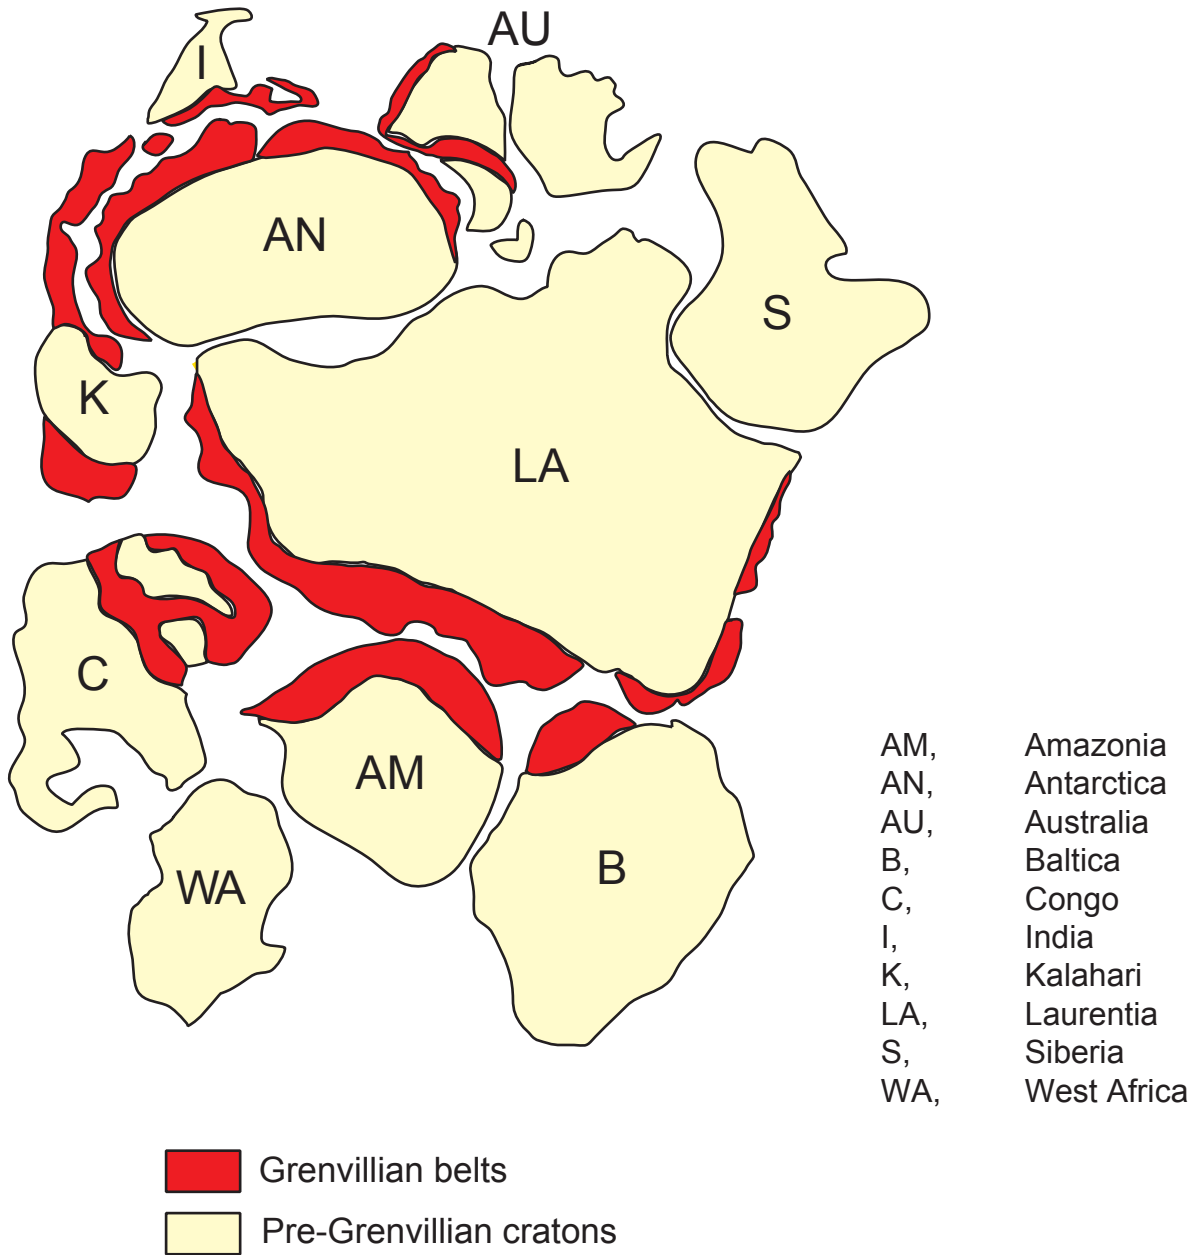 AU
I
AN
S
K
LA
C
AM
B
WA
AM, Amazonia
AN, Antarctica
AU, Australia
B, Baltica
C, Congo
I, India
K, Kalahari
LA, Laurentia
S, Siberia
WA, West Africa
Grenvillian belts
Pre-Grenvillian cratons